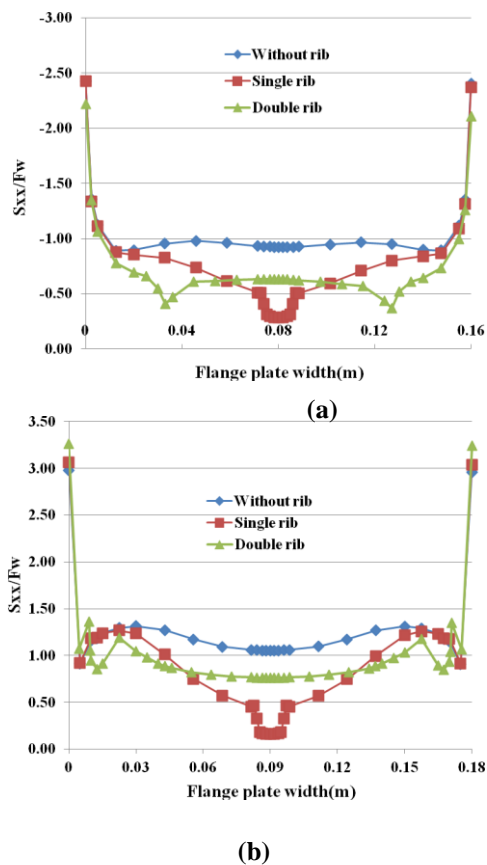 -3.00
-2.50
-2.00
-1.50
-1.00
-0.50
0.00
Sxx/Fw
Without rib
Single rib
Double rib
0
0.04
0.08
0.12
0.16
Flange plate width(m)
(a)
3.50
3.00
2.50
2.00
1.50
1.00
0.50
0.00
Sxx/Fw
Without rib
Single rib
Double rib
0
0.03
0.06
0.09
0.12
0.15
0.18
Flange plate width(m)
(b)